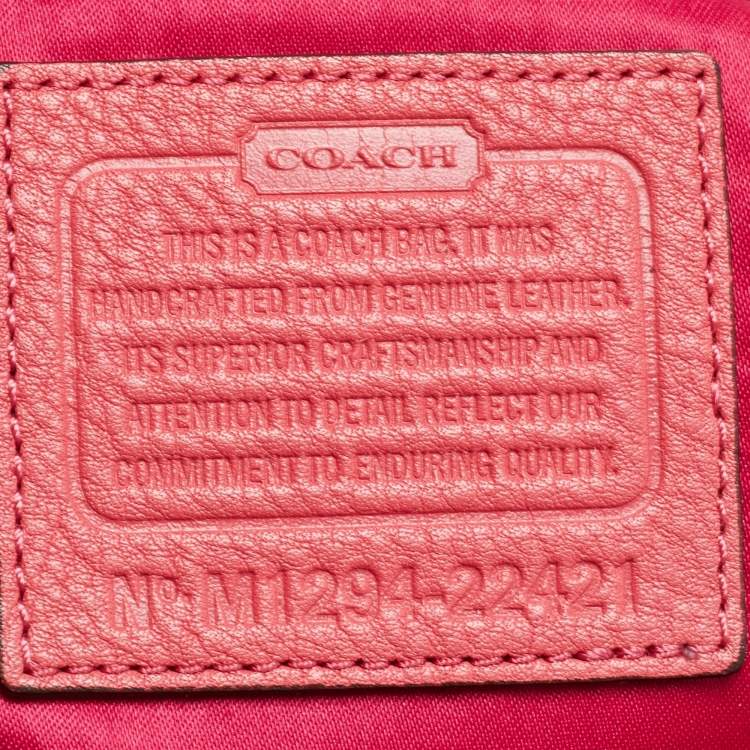 COACH
THIS IS A COACH BAG. IT WAS
HANDCRAFTED FROM GENUINE LEATHER.
ITS SUPERIOR CRAFTSMANSHIP AND
ATTENTION TO DETAIL REFLECT OUR
COMMITMENT TO ENDURING QUALITY.
Nº M1294-22421